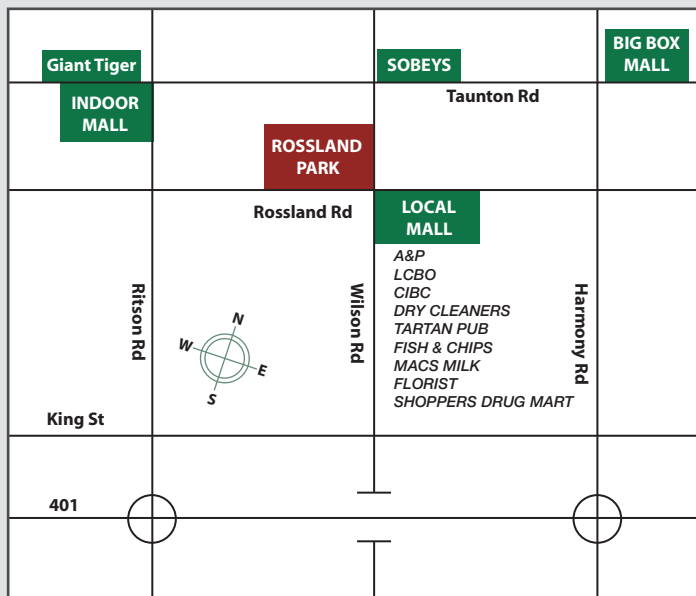 Giant Tiger
SOBEYS
BIG BOX
MALL
INDOOR
MALL
Taunton Rd
ROSSLAND
PARK
Rossland Rd
LOCAL
MALL
A&P
LCBO
CIBC
DRY CLEANERS
TARTAN PUB
FISH & CHIPS
MACS MILK
FLORIST
SHOPPERS DRUG MART
Ritson Rd
Wilson Rd
Harmony Rd
N
W
E
S
King St
401